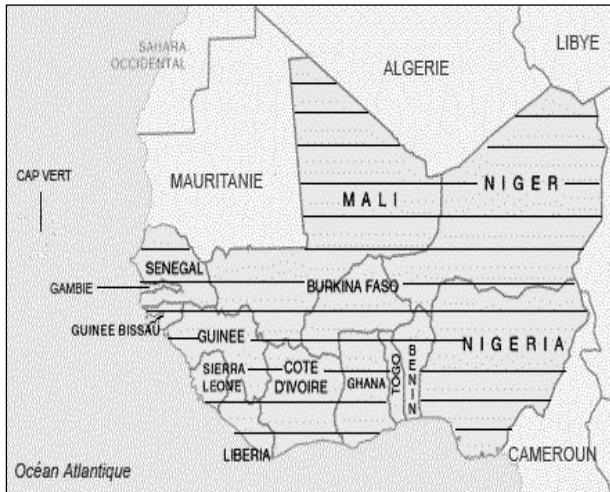 LIBYE
SAHARA
OCCIDENTAL
ALGERIE
CAP VERT
MAURITANIE
MALI
NIGER
SENEGAL
GAMBIE
BURKINA FASO
GUINEE BISSAU
GUINEE
NIGERIA
SIERRA
LEONE
COTE
D'IVOIRE
GHANA
TOGO
BENIN
LIBERIA
CAMEROUN
Océan Atlantique